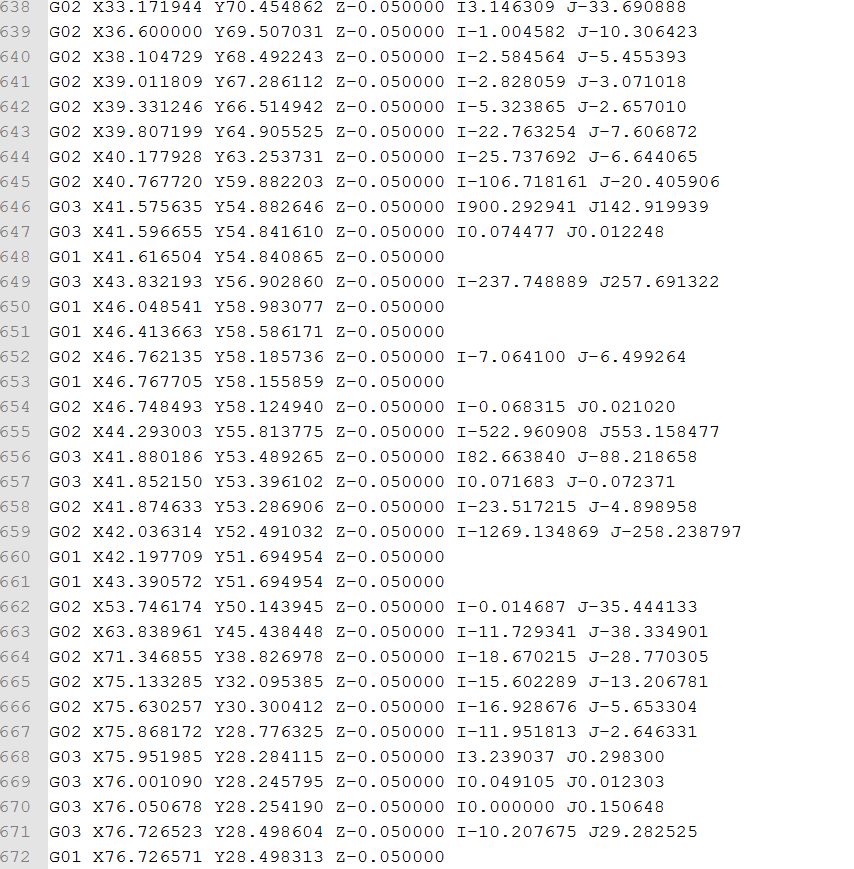 638 G02 X33.171944 Y70.454862 Z-0.050000 I3.146309 J-33.690888
639 G02 X36.600000 Y69.507031 Z-0.050000 I-1.004582 J-10.306423
640 G02 X38.104729 Y68.492243 Z-0.050000 I-2.584564 J-5.455393
641 G02 X39.011809 Y67.286112 Z-0.050000 I-2.828059 J-3.071018
642 G02 X39.331246 Y66.514942 Z-0.050000 I-5.323865 J-2.657010
643 G02 X39.807199 Y64.905525 Z-0.050000 I-22.763254 J-7.606872
644 G02 X40.177928 Y63.253731 Z-0.050000 I-25.737692 J-6.644065
645 G02 X40.767720 Y59.882203 Z-0.050000 I-106.718161 J-20.405906
646 G03 X41.575635 Y54.882646 Z-0.050000 I900.292941 J142.919939
647 G03 X41.596655 Y54.841610 Z-0.050000 I0.074477 J0.012248
648 G01 X41.616504 Y54.840865 Z-0.050000
649 G03 X43.832193 Y56.902860 Z-0.050000 I-237.748889 J257.691322
650 G01 X46.048541 Y58.983077 Z-0.050000
651 G01 X46.413663 Y58.586171 Z-0.050000
652 G02 X46.762135 Y58.185736 Z-0.050000 I-7.064100 J-6.499264
653 G01 X46.767705 Y58.155859 Z-0.050000
654 G02 X46.748493 Y58.124940 Z-0.050000 I-0.068315 J0.021020
655 G02 X44.293003 Y55.813775 Z-0.050000 I-522.960908 J553.158477
656 G03 X41.880186 Y53.489265 Z-0.050000 I82.663840 J-88.218658
657 G03 X41.852150 Y53.396102 Z-0.050000 I0.071683 J-0.072371
658 G02 X41.874633 Y53.286906 Z-0.050000 I-23.517215 J-4.898958
659 G02 X42.036314 Y52.491032 Z-0.050000 I-1269.134869 J-258.238797
660 G01 X42.197709 Y51.694954 Z-0.050000
661 G01 X43.390572 Y51.694954 Z-0.050000
662 G02 X53.746174 Y50.143945 Z-0.050000 I-0.014687 J-35.444133
663 G02 X63.838961 Y45.438448 Z-0.050000 I-11.729341 J-38.334901
664 G02 X71.346855 Y38.826978 Z-0.050000 I-18.670215 J-28.770305
665 G02 X75.133285 Y32.095385 Z-0.050000 I-15.602289 J-13.206781
666 G02 X75.630257 Y30.300412 Z-0.050000 I-16.928676 J-5.653304
667 G02 X75.868172 Y28.776325 Z-0.050000 I-11.951813 J-2.646331
668 G03 X75.951985 Y28.284115 Z-0.050000 I3.239037 J0.298300
669 G03 X76.001090 Y28.245795 Z-0.050000 I0.049105 J0.012303
670 G03 X76.050678 Y28.254190 Z-0.050000 I0.000000 J0.150648
671 G03 X76.726523 Y28.498604 Z-0.050000 I-10.207675 J29.282525
672 G01 X76.726571 Y28.498313 Z-0.050000